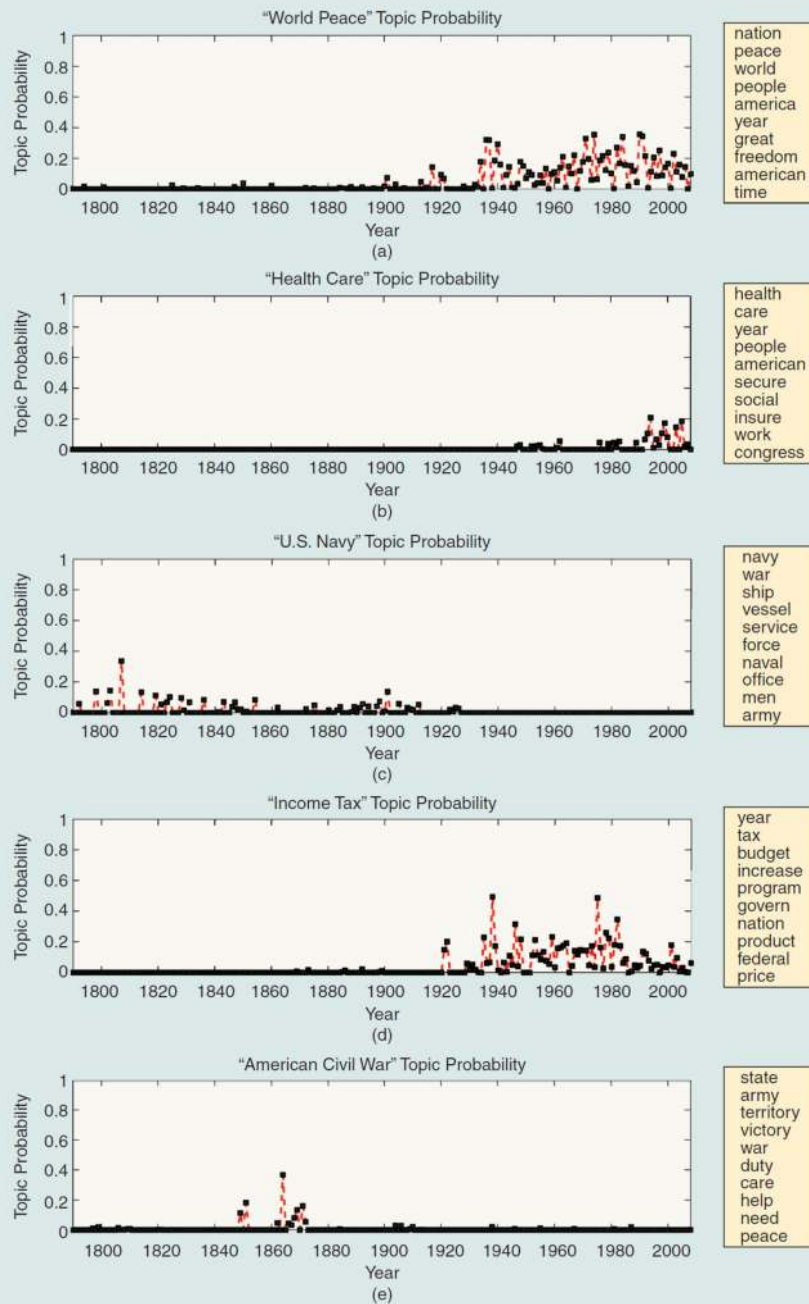 “World Peace” Topic Probability
Topic Probability
1
0.8
0.6
0.4
0.2
0
1800 1820 1840 1860 1880 1900 1920 1940 1960 1980 2000
Year
(a)
nation
peace
world
people
america
year
great
freedom
american
time
“Health Care” Topic Probability
Topic Probability
1
0.8
0.6
0.4
0.2
0
1800 1820 1840 1860 1880 1900 1920 1940 1960 1980 2000
Year
(b)
health
care
year
people
american
secure
social
insure
work
congress
“U.S. Navy” Topic Probability
Topic Probability
1
0.8
0.6
0.4
0.2
0
1800 1820 1840 1860 1880 1900 1920 1940 1960 1980 2000
Year
(c)
navy
war
ship
vessel
service
force
naval
office
men
army
“Income Tax” Topic Probability
Topic Probability
1
0.8
0.6
0.4
0.2
0
1800 1820 1840 1860 1880 1900 1920 1940 1960 1980 2000
Year
(d)
year
tax
budget
increase
program
govern
nation
product
federal
price
“American Civil War” Topic Probability
Topic Probability
1
0.8
0.6
0.4
0.2
0
1800 1820 1840 1860 1880 1900 1920 1940 1960 1980 2000
Year
(e)
state
army
territory
victory
war
duty
care
help
need
peace